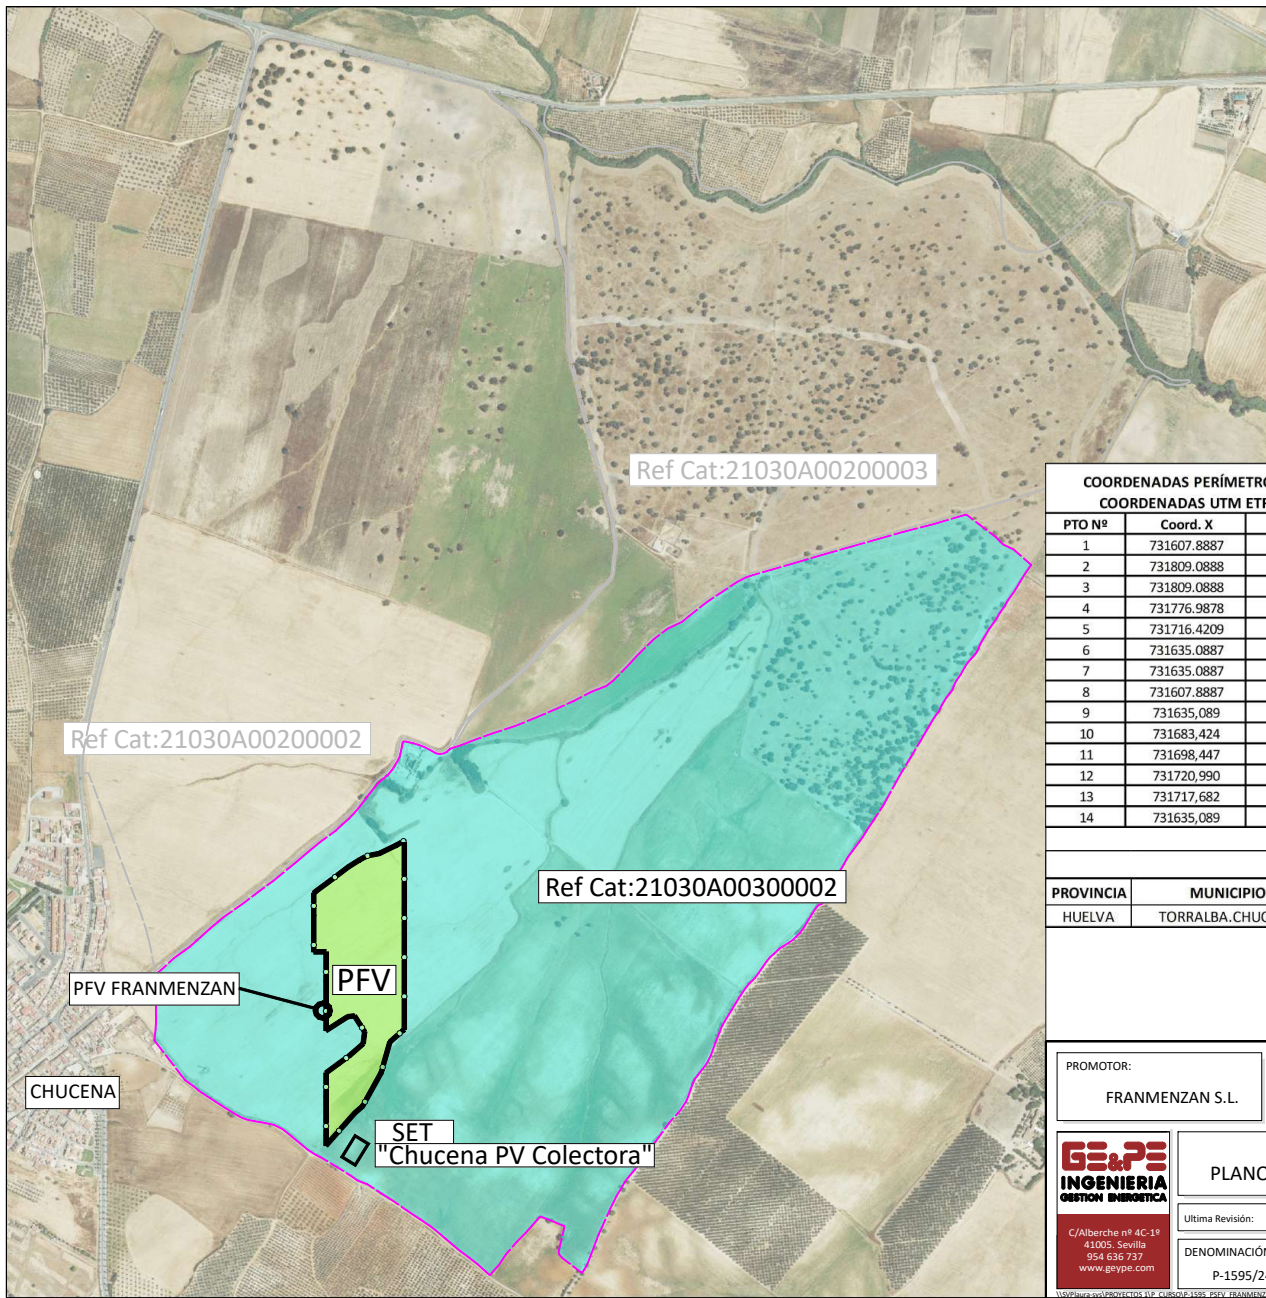 Ref Cat:21030A00200003
Ref Cat:21030A00200002
Ref Cat:21030A00300002
PFV
PFV FRANMENZAN
CHUCENA
SET
"Chucena PV Colectora"
COORDENADAS PERÍMETRO
COORDENADAS UTM ETR
PTO Nº Coord. X
1 731607.8887
2 731809.0888
3 731809.0888
4 731776.9878
5 731716.4209
6 731635.0887
7 731635.0887
8 731607.8887
9 731635,089
10 731683,424
11 731698,447
12 731720,990
13 731717,682
14 731635,089
PROVINCIA MUNICIPIO
HUELVA TORRALBA.CHUC
PROMOTOR:
FRANMENZAN S.L.
GE&PE
INGENIERIA
GESTION ENERGETICA
C/Alberche nº 4C-1º
41005. Sevilla
954 636 737
www.geype.com
PLANO
Ultima Revisión:
DENOMINACIÓN
P-1595/2